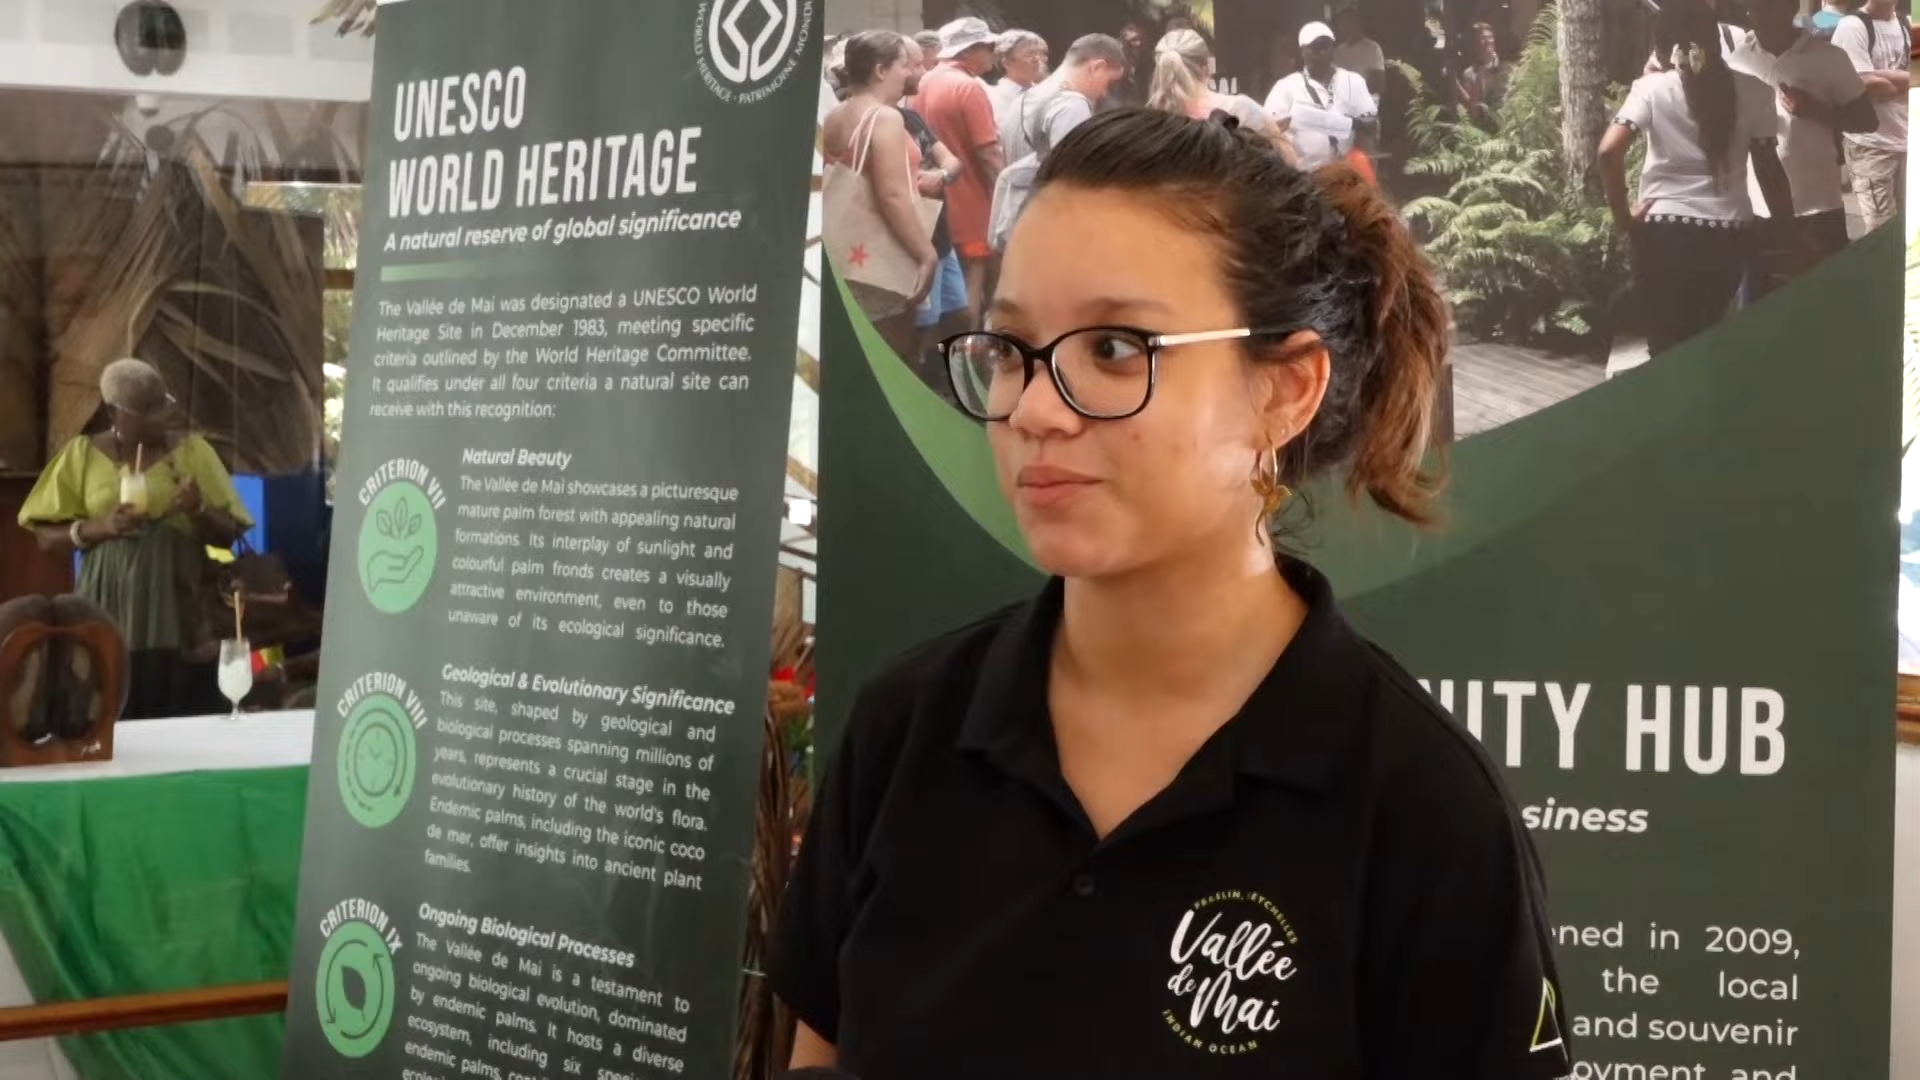 WORLD HERITAGE · PATRIMOINE MONDIAL
UNESCO
WORLD HERITAGE
A natural reserve of global significance
The Vallée de Mai was designated a UNESCO World
Heritage Site in December 1983, meeting specific
criteria outlined by the World Heritage Committee.
It qualifies under all four criteria a natural site can
receive with this recognition:
CRITERION VII
Natural Beauty
The Vallée de Mai showcases a picturesque
mature palm forest with appealing natural
formations. Its interplay of sunlight and
colourful palm fronds creates a visually
attractive environment, even to those
unaware of its ecological significance.
CRITERION VIII
Geological & Evolutionary Significance
This site, shaped by geological and
biological processes spanning millions of
years, represents a crucial stage in the
evolutionary history of the world's flora.
Endemic palms, including the iconic coco
de mer, offer insights into ancient plant
families.
CRITERION IX
Ongoing Biological Processes
The Vallée de Mai is a testament to
ongoing biological evolution, dominated
by endemic palms. It hosts a diverse
ecosystem, including six
endemic palms,
PRASLIN, SEYCHELLES
Vallée
de Mai
INDIAN OCEAN
ITY HUB
siness
ned in 2009,
the local
and souvenir
oyment and